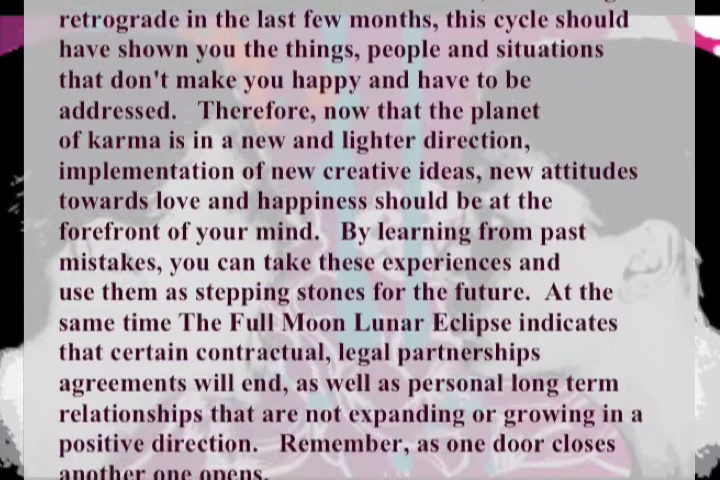 retrograde in the last few months, this cycle should
have shown you the things, people and situations
that don't make you happy and have to be
addressed.   Therefore, now that the planet
of karma is in a new and lighter direction,
implementation of new creative ideas, new attitudes
towards love and happiness should be at the
forefront of your mind.   By learning from past
mistakes, you can take these experiences and
use them as stepping stones for the future.  At the
same time The Full Moon Lunar Eclipse indicates
that certain contractual, legal partnerships
agreements will end, as well as personal long term
relationships that are not expanding or growing in a
positive direction.   Remember, as one door closes
another one opens.